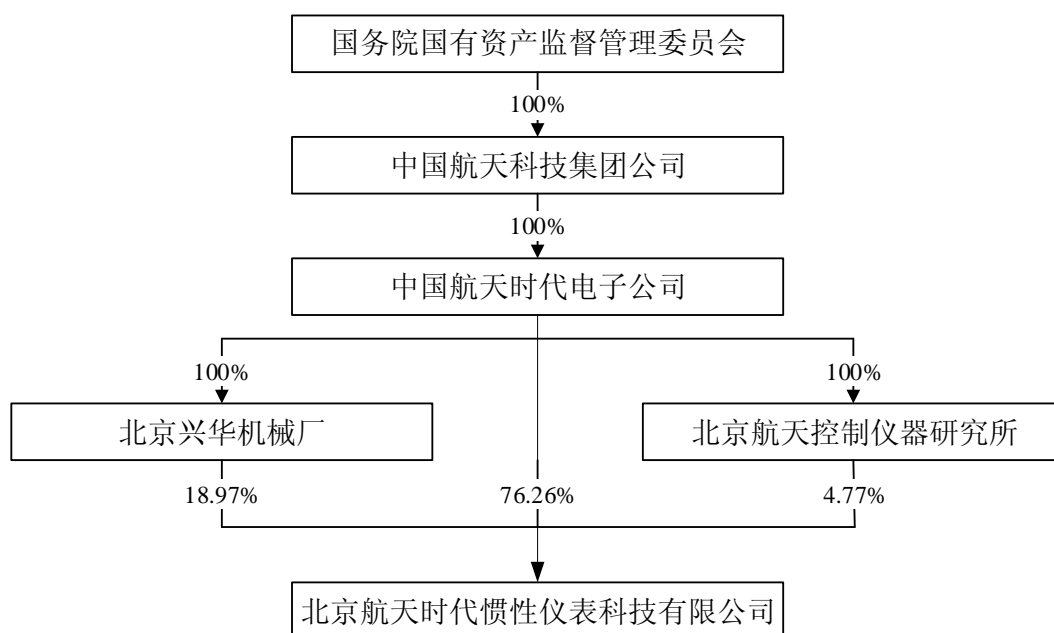 国务院国有资产监督管理委员会
100%
中国航天科技集团公司
100%
中国航天时代电子公司
100%
100%
北京兴华机械厂
北京航天控制仪器研究所
18.97%
76.26%
4.77%
北京航天时代惯性仪表科技有限公司